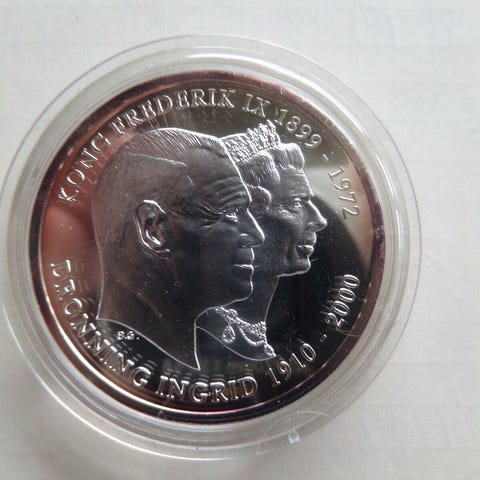 KONG FREDERIK IX 1899 - 1972
DRONNING INGRID 1910 - 2000